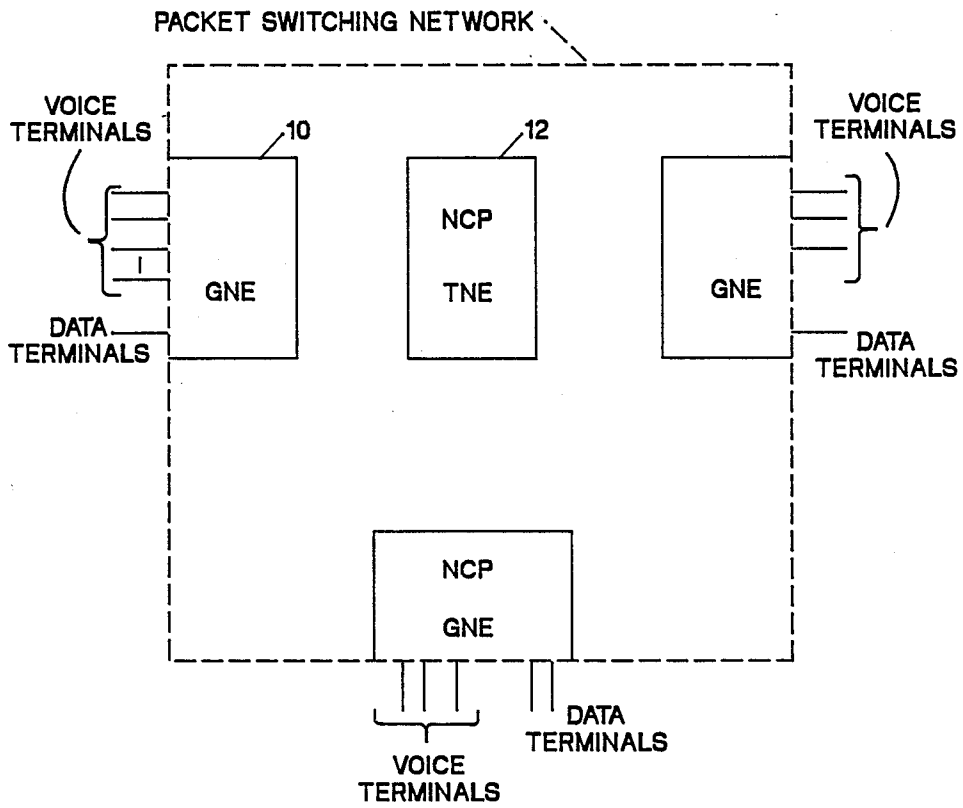 PACKET SWITCHING NETWORK
VOICE
TERMINALS
10
12
VOICE
TERMINALS
NCP
GNE
TNE
GNE
DATA
TERMINALS
DATA
TERMINALS
NCP
GNE
DATA
TERMINALS
VOICE
TERMINALS